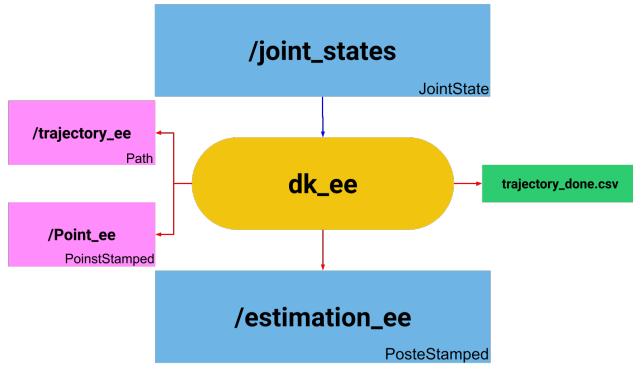 /joint_states
JointState
/trajectory_ee
Path
dk_ee
trajectory_done.csv
/Point_ee
PoinstStamped
/estimation_ee
PosteStamped